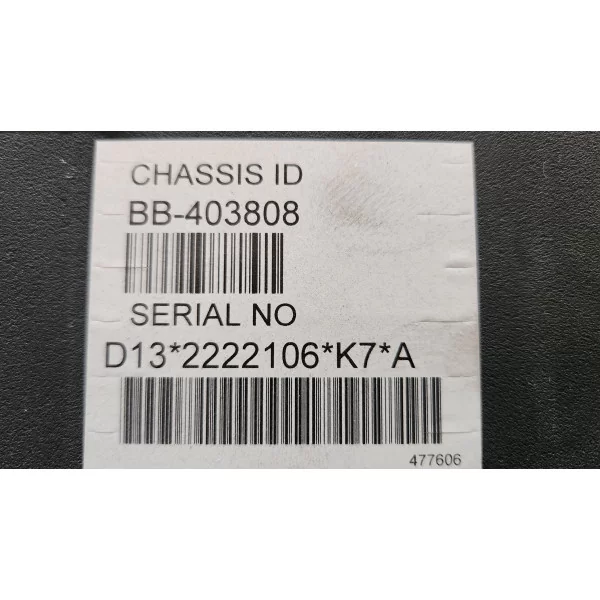 CHASSIS ID
BB-403808
SERIAL NO
D13*2222106*K7*A
477606